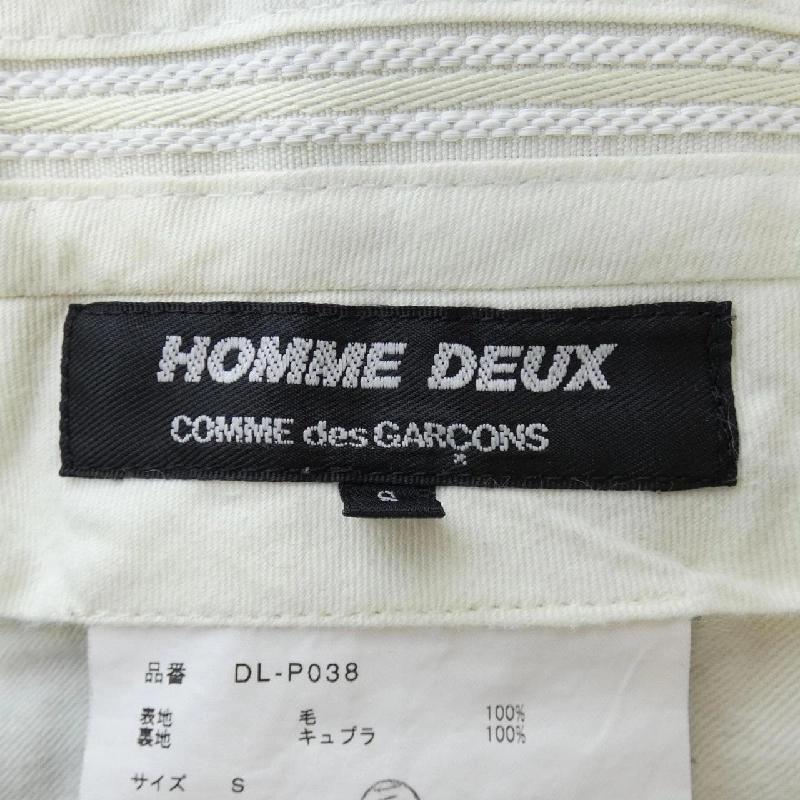 HOMME DEUX
COMME des GARÇONS
S
品番 DL-P038
表地 毛 100%
裏地 キュプラ 100%
サイズ S